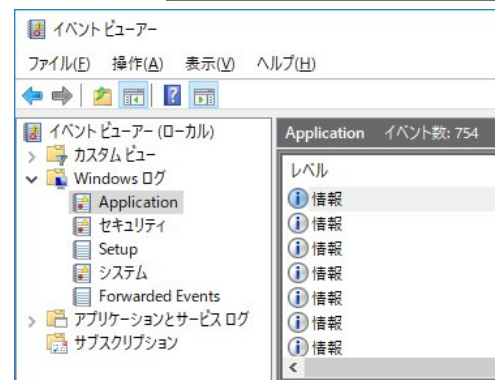 イベント ビューアー
ファイル(F) 操作(A) 表示(V) ヘルプ(H)
イベント ビューアー (ローカル)
カスタム ビュー
Windows ログ
Application
セキュリティ
Setup
システム
Forwarded Events
アプリケーションとサービス ログ
サブスクリプション
Application イベント数: 754
レベル
情報
情報
情報
情報
情報
情報
情報